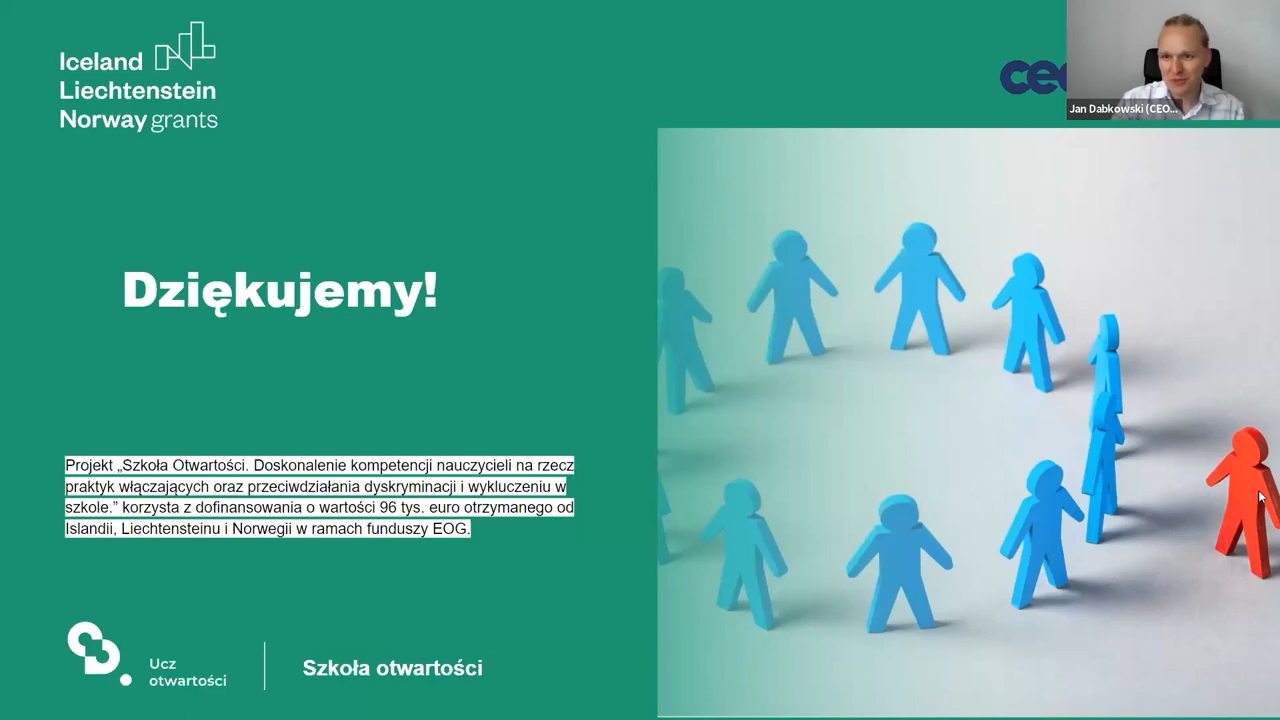 Iceland
Liechtenstein
Norway grants
ceo
Jan Dabkowski (CEO...
Dziękujemy!
Projekt „Szkoła Otwartości. Doskonalenie kompetencji nauczycieli na rzecz
praktyk włączających oraz przeciwdziałania dyskryminacji i wykluczeniu w
szkole.” korzysta z dofinansowania o wartości 96 tys. euro otrzymanego od
Islandii, Liechtensteinu i Norwegii w ramach funduszy EOG.
Ucz
otwartości
Szkoła otwartości